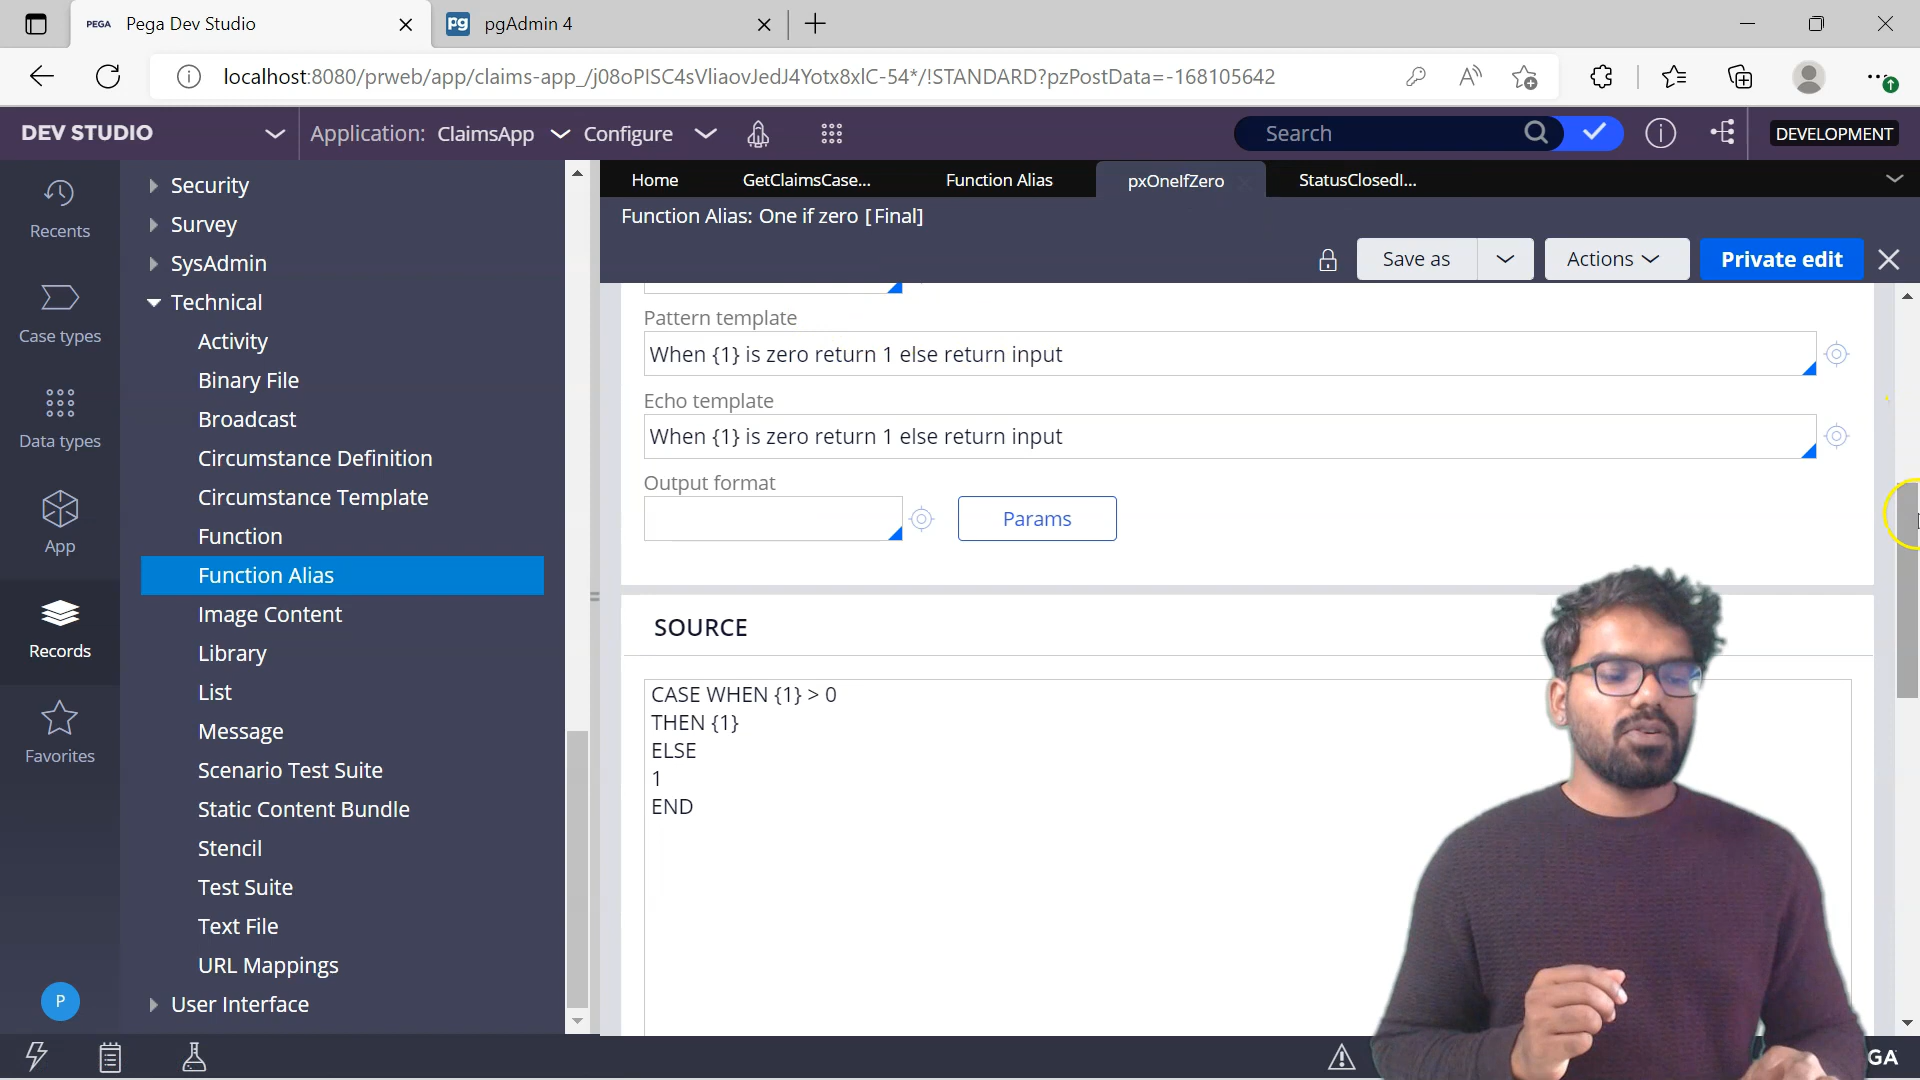 PEGA Pega Dev Studio
pgAdmin 4
localhost:8080/prweb/app/claims-app_/j08oPISC4sVliaovJedJ4Yotx8xlC-54*/!STANDARD?pzPostData=-168105642
DEV STUDIO
Application: ClaimsApp
Configure
Search
DEVELOPMENT
Recents
Case types
Data types
App
Records
Favorites
P
Security
Survey
SysAdmin
Technical
Activity
Binary File
Broadcast
Circumstance Definition
Circumstance Template
Function
Function Alias
Image Content
Library
List
Message
Scenario Test Suite
Static Content Bundle
Stencil
Test Suite
Text File
URL Mappings
User Interface
Home
GetClaimsCase...
Function Alias
pxOneIfZero
StatusClosedI...
Function Alias: One if zero [Final]
Save as
Actions
Private edit
Pattern template
When {1} is zero return 1 else return input
Echo template
When {1} is zero return 1 else return input
Output format
Params
SOURCE
CASE WHEN {1} > 0
THEN {1}
ELSE
1
END
GA